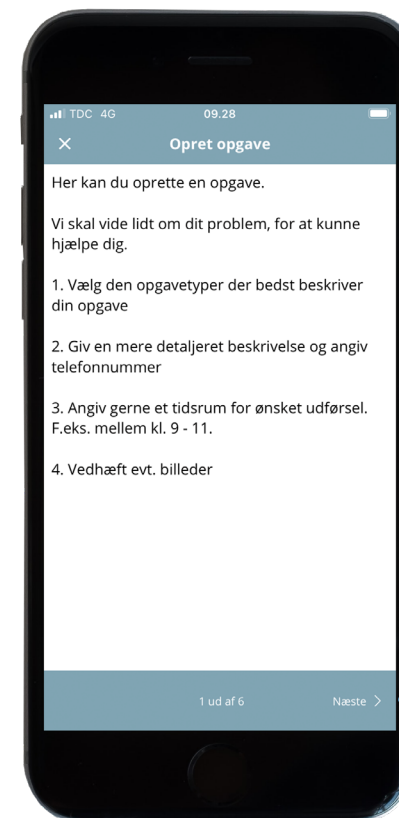 TDC 4G 09.28
Opret opgave
Her kan du oprette en opgave.
Vi skal vide lidt om dit problem, for at kunne
hjælpe dig.
1. Vælg den opgavetyper der bedst beskriver
din opgave
2. Giv en mere detaljeret beskrivelse og angiv
telefonnummer
3. Angiv gerne et tidsrum for ønsket udførsel.
F.eks. mellem kl. 9 - 11.
4. Vedhæft evt. billeder
1 ud af 6 Næste